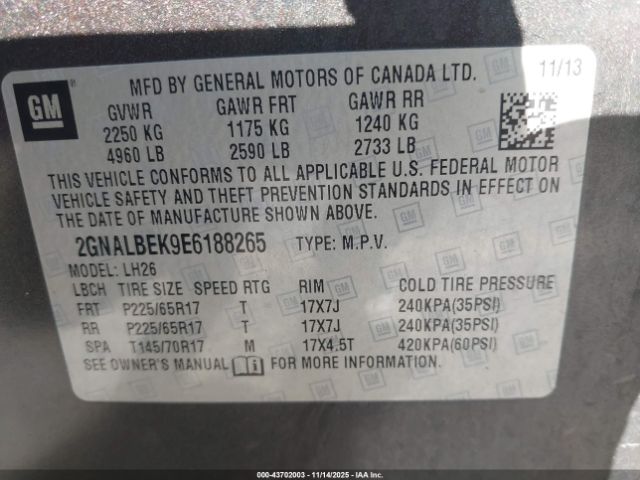 GM
MFD BY GENERAL MOTORS OF CANADA LTD. 11/13
GVWR GAWR FRT GAWR RR
2250 KG 1175 KG 1240 KG
4960 LB 2590 LB 2733 LB
THIS VEHICLE CONFORMS TO ALL APPLICABLE U.S. FEDERAL MOTOR
VEHICLE SAFETY AND THEFT PREVENTION STANDARDS IN EFFECT ON
THE DATE OF MANUFACTURE SHOWN ABOVE.
2GNALBEK9E6188265 TYPE: M.P.V.
MODEL: LH26
LBCH TIRE SIZE SPEED RTG RIM COLD TIRE PRESSURE
FRT P225/65R17 T 17X7J 240KPA(35PSI)
RR P225/65R17 T 17X7J 240KPA(35PSI)
SPA T145/70R17 M 17X4.5T 420KPA(60PSI)
SEE OWNER'S MANUAL FOR MORE INFORMATION.
000-43702003 - 11/14/2025 - IAAI.COM